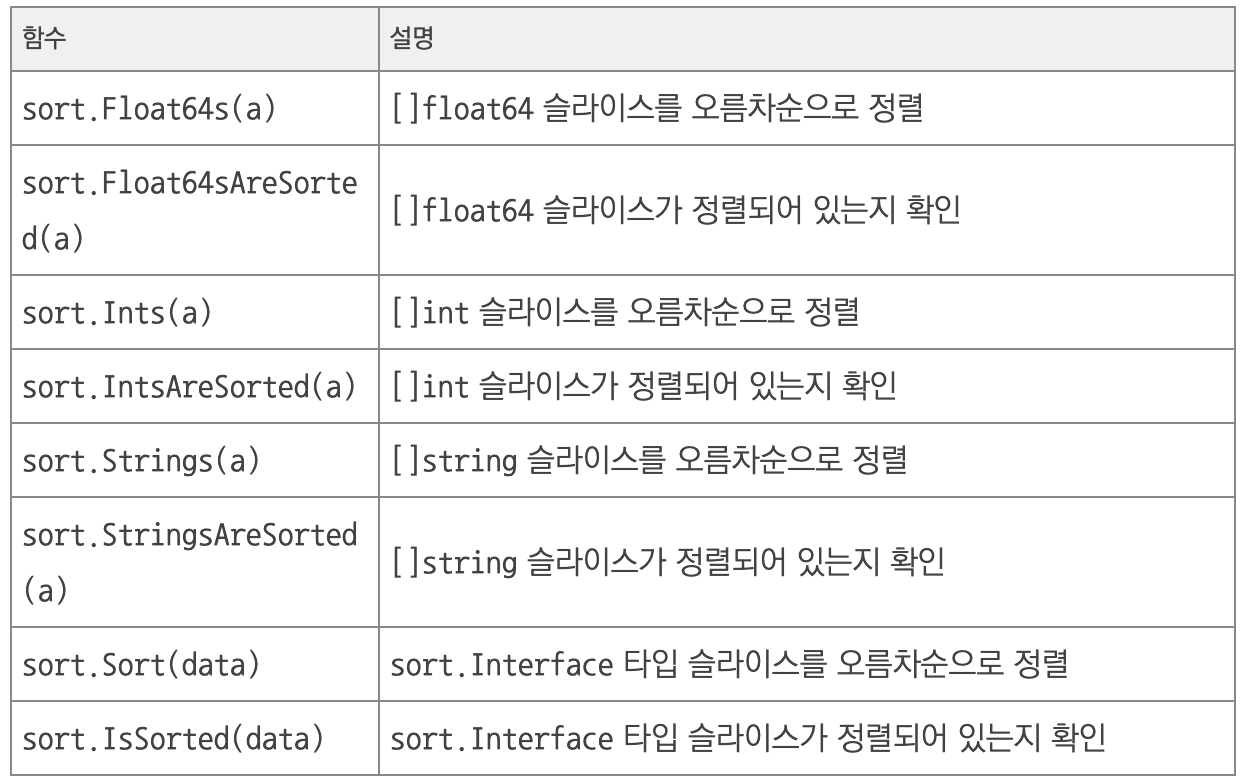 함수 설명
sort.Float64s(a) []float64 슬라이스를 오름차순으로 정렬
sort.Float64sAreSorte
d(a)
[]float64 슬라이스가 정렬되어 있는지 확인
sort.Ints(a) []int 슬라이스를 오름차순으로 정렬
sort.IntsAreSorted(a) []int 슬라이스가 정렬되어 있는지 확인
sort.Strings(a) []string 슬라이스를 오름차순으로 정렬
sort.StringsAreSorted
(a)
[]string 슬라이스가 정렬되어 있는지 확인
sort.Sort(data) sort.Interface 타입 슬라이스를 오름차순으로 정렬
sort.IsSorted(data) sort.Interface 타입 슬라이스가 정렬되어 있는지 확인